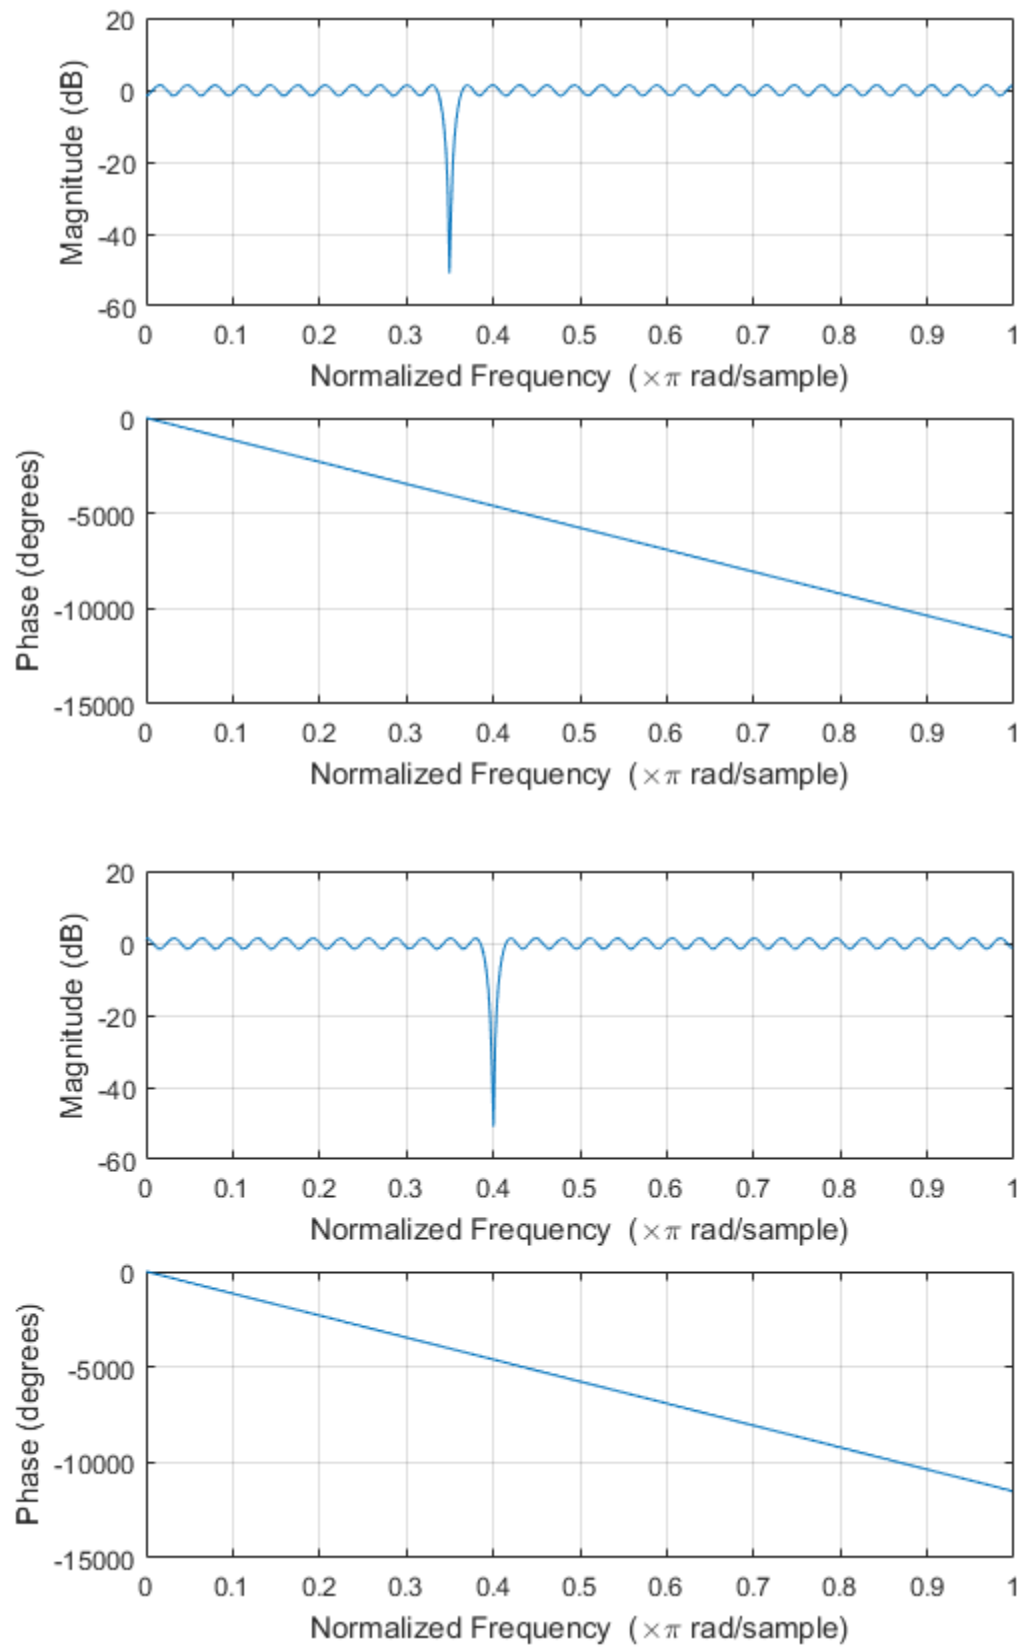 20
0
-20
-40
-60
Magnitude (dB)
0 0.1 0.2 0.3 0.4 0.5 0.6 0.7 0.8 0.9 1
Normalized Frequency (×π rad/sample)
0
-5000
-10000
-15000
Phase (degrees)
0 0.1 0.2 0.3 0.4 0.5 0.6 0.7 0.8 0.9 1
Normalized Frequency (×π rad/sample)
20
0
-20
-40
-60
Magnitude (dB)
0 0.1 0.2 0.3 0.4 0.5 0.6 0.7 0.8 0.9 1
Normalized Frequency (×π rad/sample)
0
-5000
-10000
-15000
Phase (degrees)
0 0.1 0.2 0.3 0.4 0.5 0.6 0.7 0.8 0.9 1
Normalized Frequency (×π rad/sample)